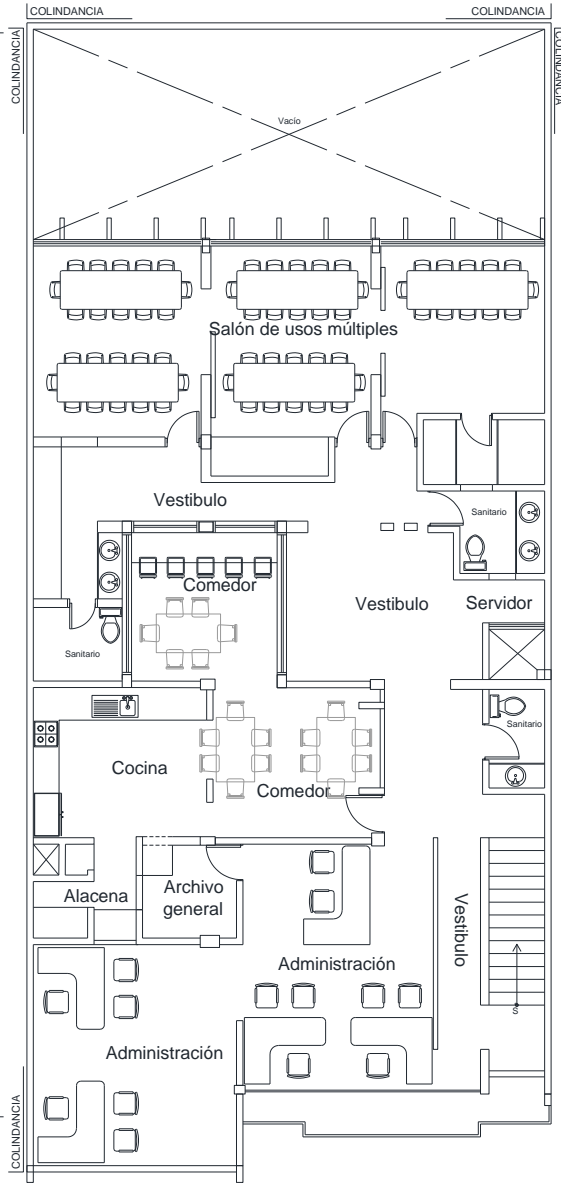 COLINDANCIA
COLINDANCIA
COLINDANCIA
COLINDANCIA
Vacío
Salón de usos múltiples
Vestibulo
Sanitario
Comedor
Vestibulo
Servidor
Sanitario
Sanitario
Cocina
Comedor
Alacena
Archivo
general
Vestibulo
Administración
S
Administración
COLINDANCIA